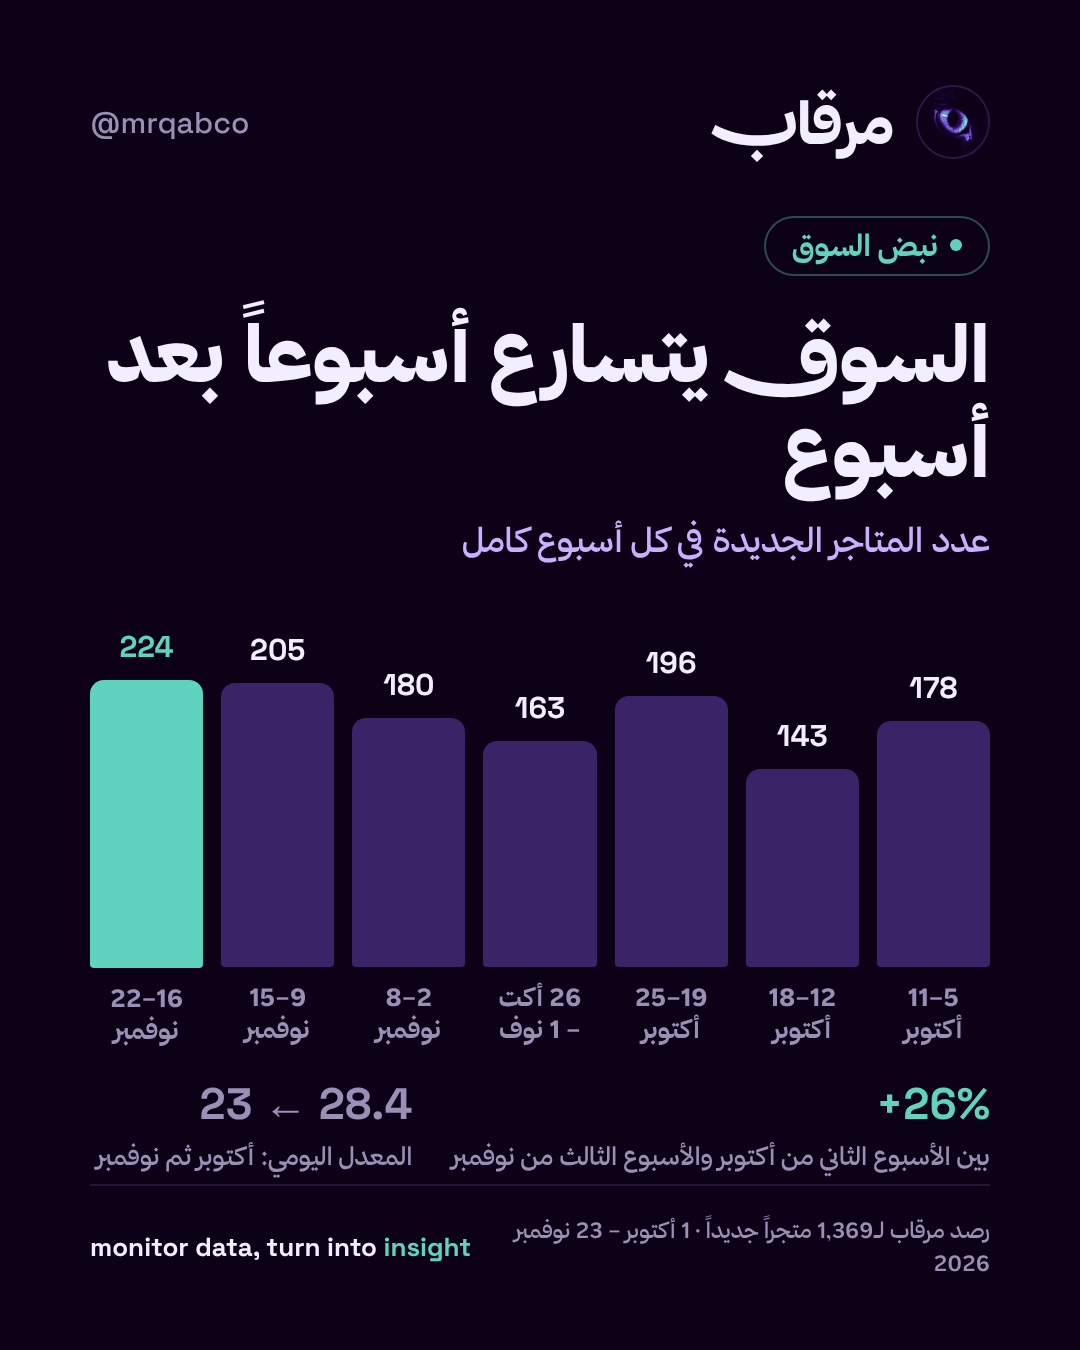 مرقاب
@mrqabco
نبض السوق
السوق يتسارع أسبوعاً بعد
أسبوع
عدد المتاجر الجديدة في كل أسبوع كامل
178
143
196
163
180
205
224
5–11
أكتوبر
12–18
أكتوبر
19–25
أكتوبر
26 أكت
– 1 نوف
2–8
نوفمبر
9–15
نوفمبر
16–22
نوفمبر
+26%
بين الأسبوع الثاني من أكتوبر والأسبوع الثالث من نوفمبر
28.4 ← 23
المعدل اليومي: أكتوبر ثم نوفمبر
رصد مرقاب لـ1,369 متجراً جديداً · 1 أكتوبر – 23 نوفمبر
2026
monitor data, turn into insight